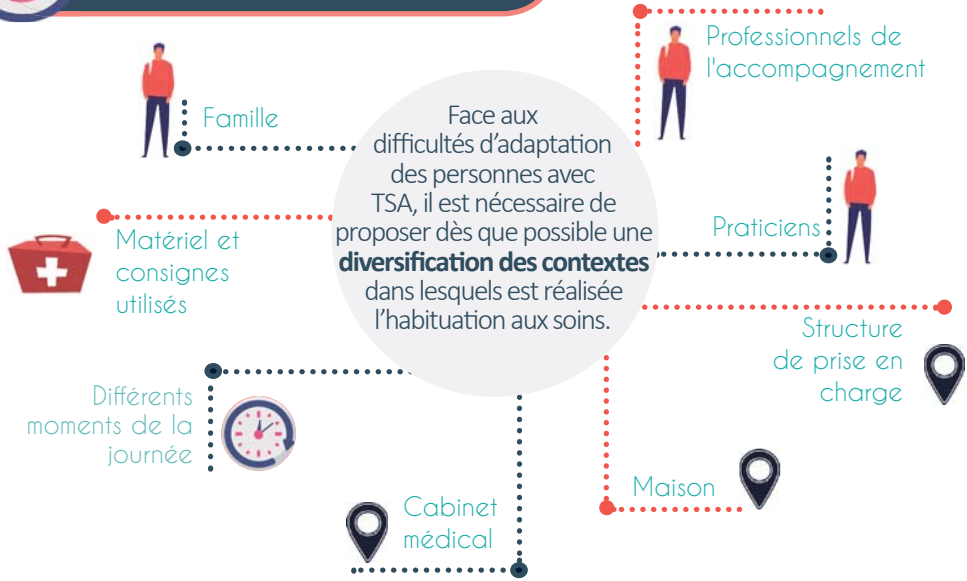 Professionnels de
l'accompagnement
Famille
Face aux
difficultés d'adaptation
des personnes avec
TSA, il est nécessaire de
proposer dès que possible une
diversification des contextes
dans lesquels est réalisée
l'habituation aux soins.
Praticiens
Matériel et
consignes
utilisés
Structure
de prise en
charge
Différents
moments de la
journée
Maison
Cabinet
médical